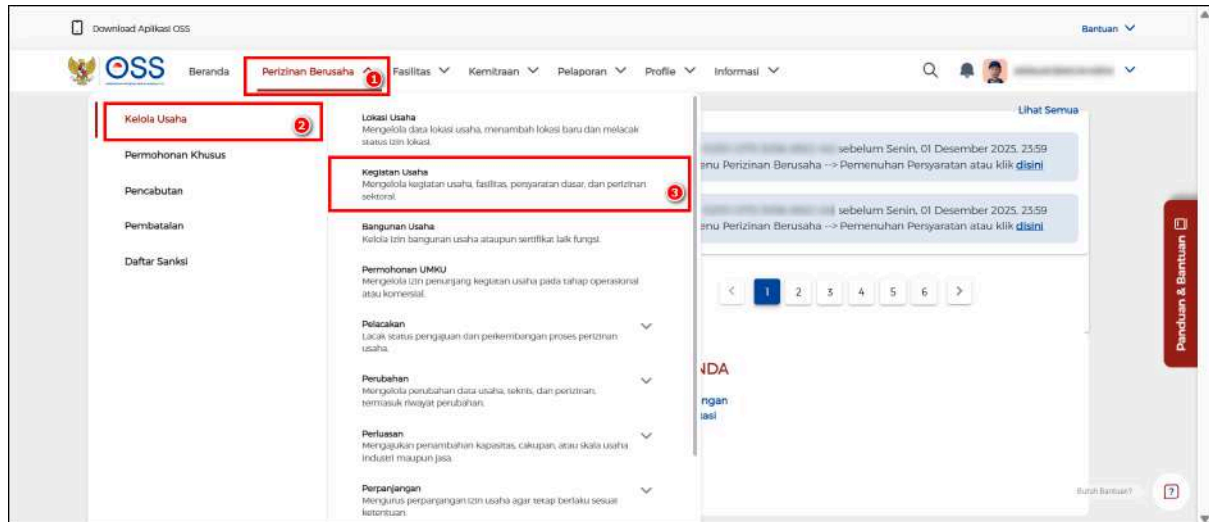 Download Aplikasi OSS
Bantuan
OSS
Beranda
Perizinan Berusaha
1
Fasilitas
Kemitraan
Pelaporan
Profile
Informasi
Kelola Usaha
2
Permohonan Khusus
Pencabutan
Pembatalan
Daftar Sanksi
Lokasi Usaha
Mengelola data lokasi usaha, menambah lokasi baru dan melacak
status izin lokasi.
Kegiatan Usaha
Mengelola kegiatan usaha, fasilitas, persyaratan dasar, dan perizinan
sektoral.
3
Bangunan Usaha
Kelola izin bangunan usaha ataupun sertifikat laik fungsi.
Permohonan UMKU
Mengelola izin penunjang kegiatan usaha pada tahap operasional
atau komersial.
Pelacakan
Lacak status pengajuan dan perkembangan proses perizinan
usaha.
Perubahan
Mengelola perubahan data usaha, teknis, dan perizinan,
termasuk riwayat perubahan.
Perluasan
Mengajukan penambahan kapasitas, cakupan, atau skala usaha
industri maupun jasa.
Perpanjangan
Mengurus perpanjangan izin usaha agar tetap berlaku sesuai
ketentuan.
Lihat Semua
sebelum Senin, 01 Desember 2025, 23:59
enu Perizinan Berusaha --> Pemenuhan Persyaratan atau klik disini
sebelum Senin, 01 Desember 2025, 23:59
enu Perizinan Berusaha --> Pemenuhan Persyaratan atau klik disini
< 1 2 3 4 5 6 >
NDA
ngan
asi
Panduan & Bantuan
Butuh Bantuan?
?